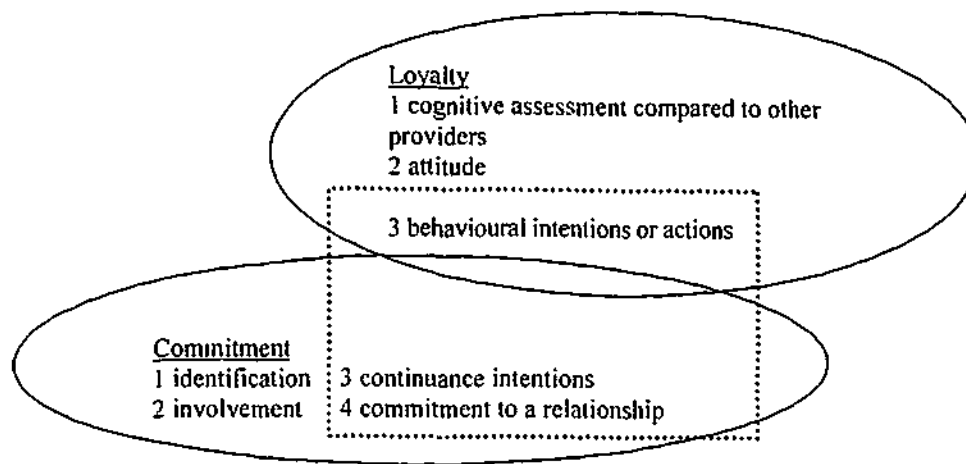 Loyalty
1 cognitive assessment compared to other
providers
2 attitude
3 behavioural intentions or actions
Commitment
1 identification
2 involvement
3 continuance intentions
4 commitment to a relationship